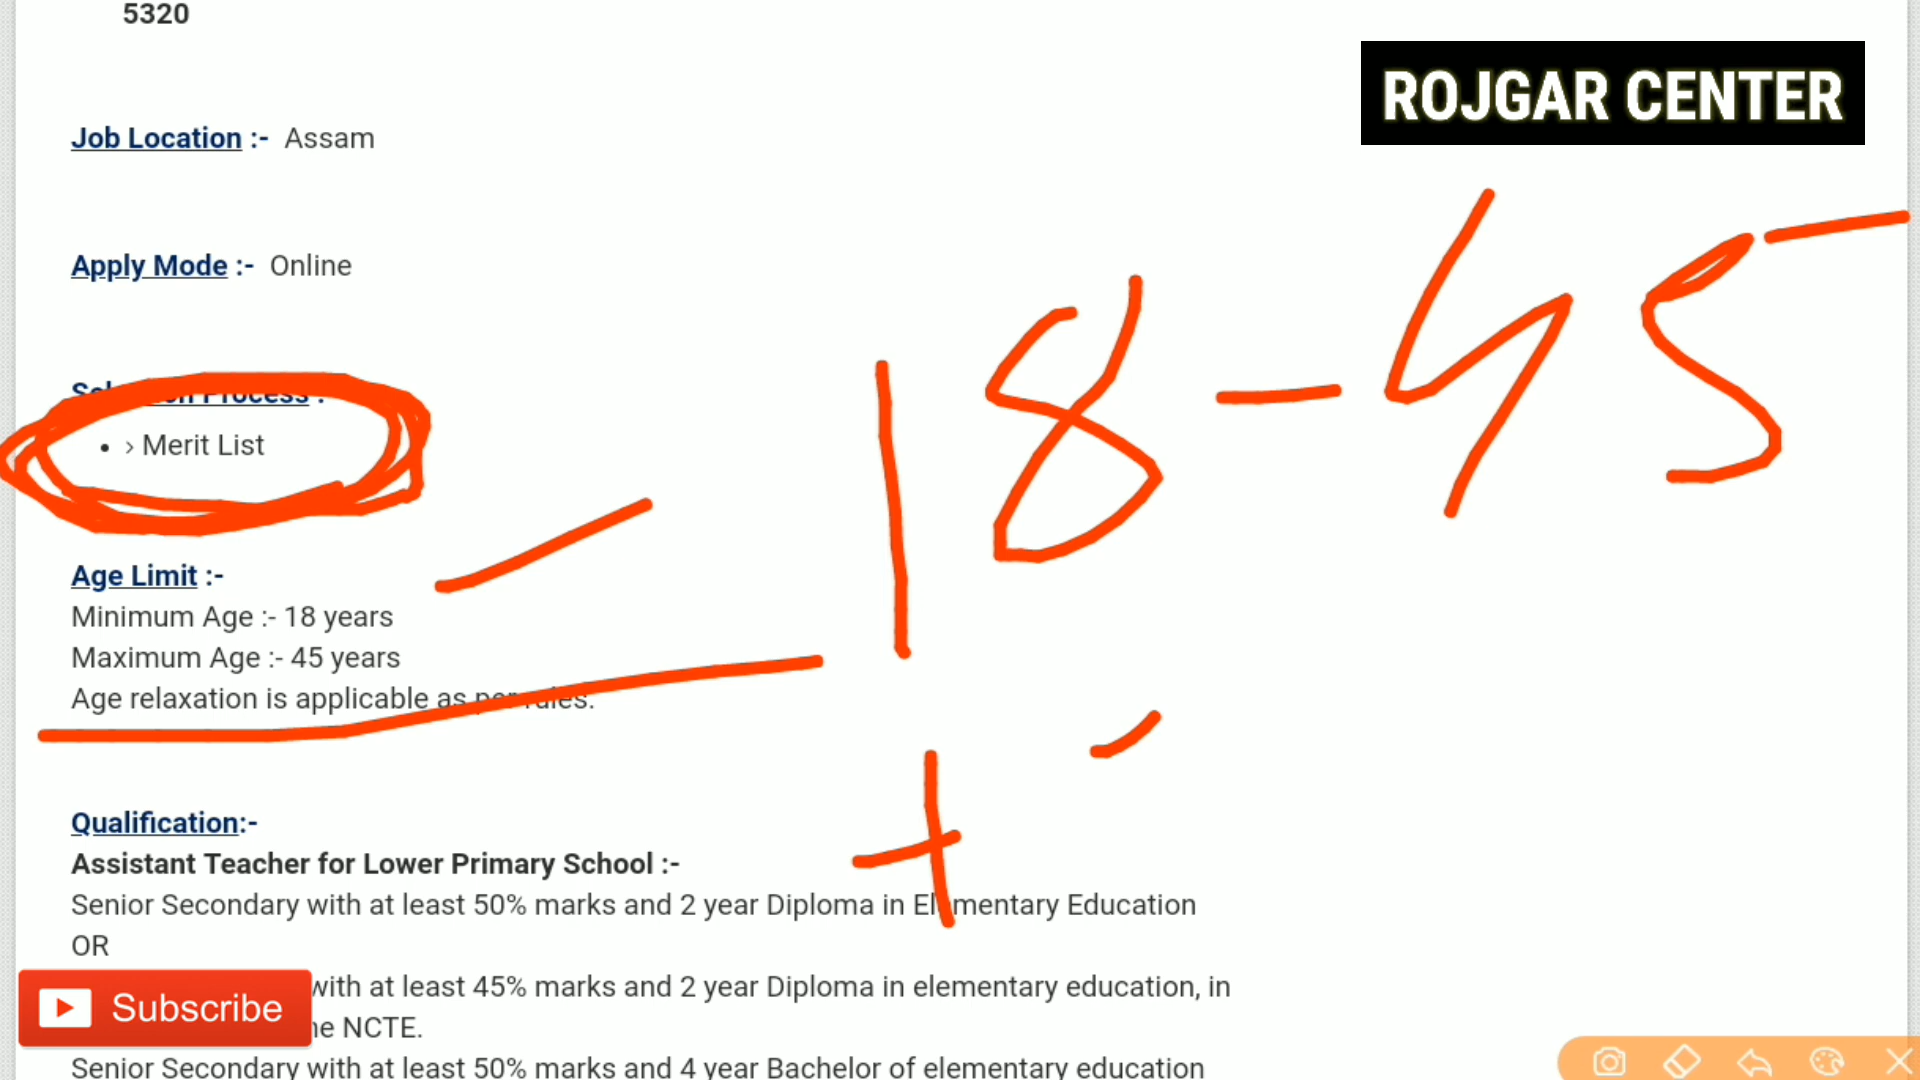 5320
ROJGAR CENTER
Job Location :- Assam
Apply Mode :- Online
Process :
› Merit List
18-45
Age Limit :-
Minimum Age :- 18 years
Maximum Age :- 45 years
Age relaxation is applicable as per rules.
+
Qualification:-
Assistant Teacher for Lower Primary School :-
Senior Secondary with at least 50% marks and 2 year Diploma in Elementary Education
OR
with at least 45% marks and 2 year Diploma in elementary education, in
Subscribe
NCTE.
Senior Secondary with at least 50% marks and 4 year Bachelor of elementary education